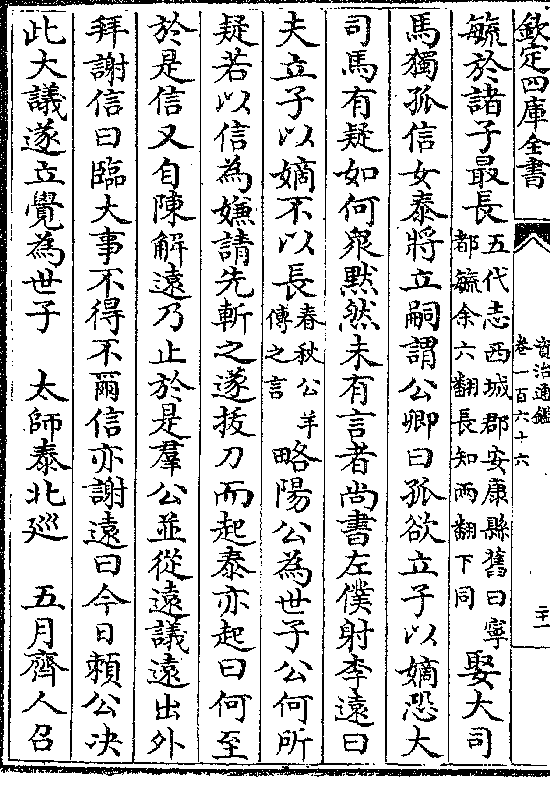 欽定四庫全書
資治通鑑
卷一百六十六
二十一
毓於諸子最長
五代志西城郡安康縣舊曰寧
都毓余六翻長知兩翻下同
娶大司
馬獨孤信女泰將立嗣謂公卿曰孤欲立子以嫡恐大
司馬有疑如何衆黙然未有言者尚書左僕射李遠曰
夫立子以嫡不以長
春秋公羊
傳之言
略陽公為世子公何所
疑若以信為嫌請先斬之遂拔刀而起泰亦起曰何至
於是信又自陳解遠乃止於是羣公並從遠議遠出外
拜謝信曰臨大事不得不爾信亦謝遠曰今日頼公决
此大議遂立覺為世子　太師泰北廵　五月齊人召